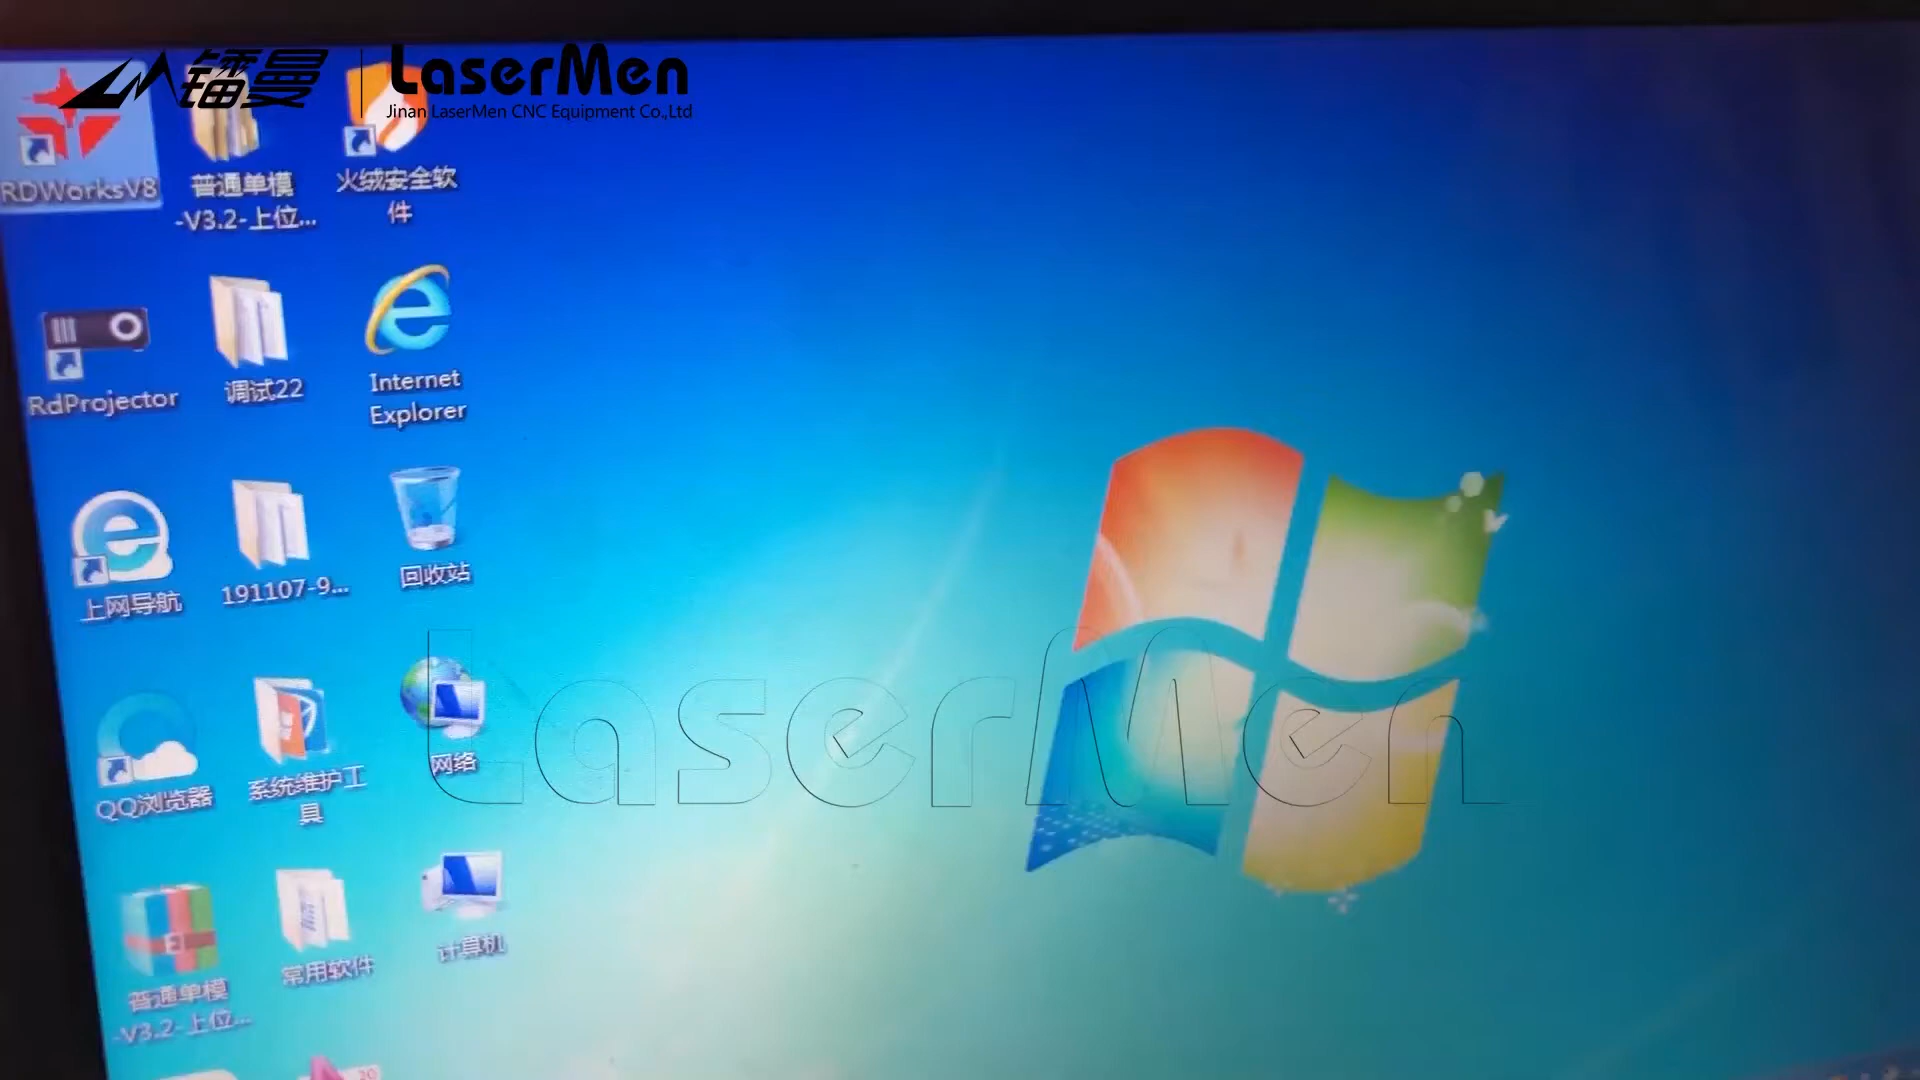 镭曼
LaserMen
Jinan LaserMen CNC Equipment Co.,Ltd
RDWorksV8
普通单模
-V3.2-上位...
火绒安全软
件
RdProjector
调试22
Internet
Explorer
上网导航
191107-9...
回收站
QQ浏览器
系统维护工
具
网络
LaserMen
普通单模
-V3.2-上位...
常用软件
计算机
20